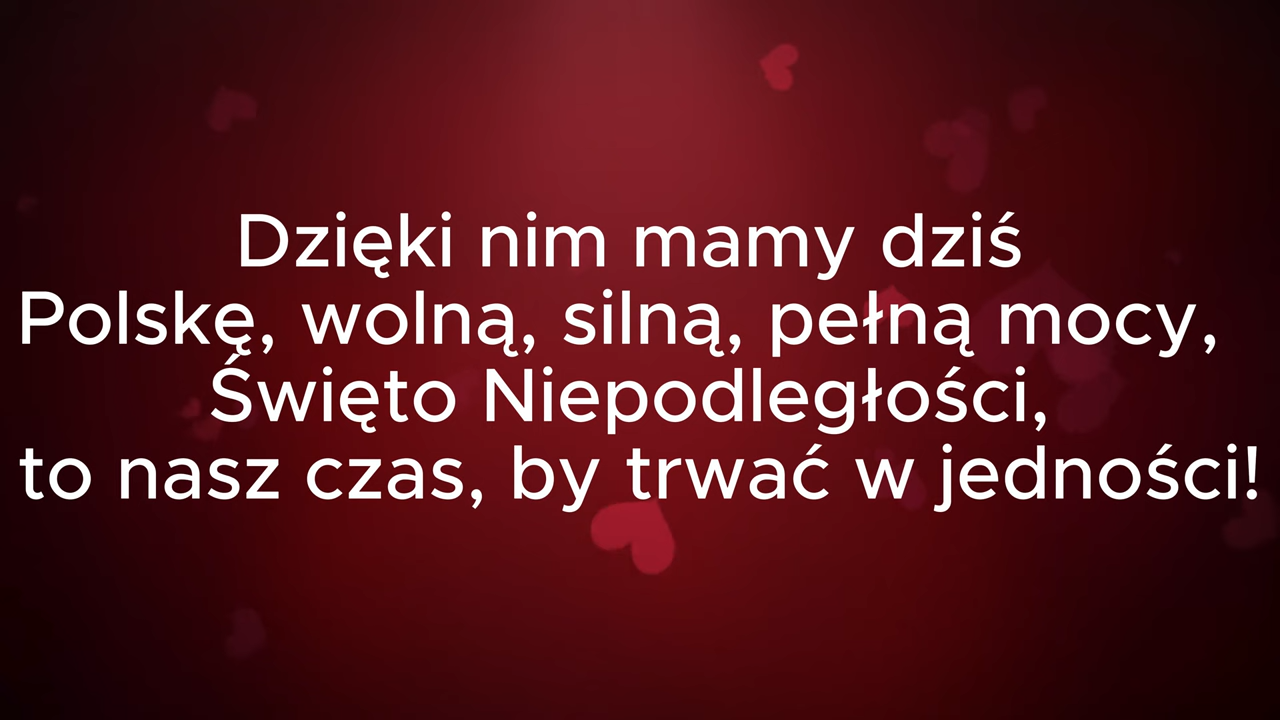 Dzięki nim mamy dziś
Polskę, wolną, silną, pełną mocy,
Święto Niepodległości,
to nasz czas, by trwać w jedności!